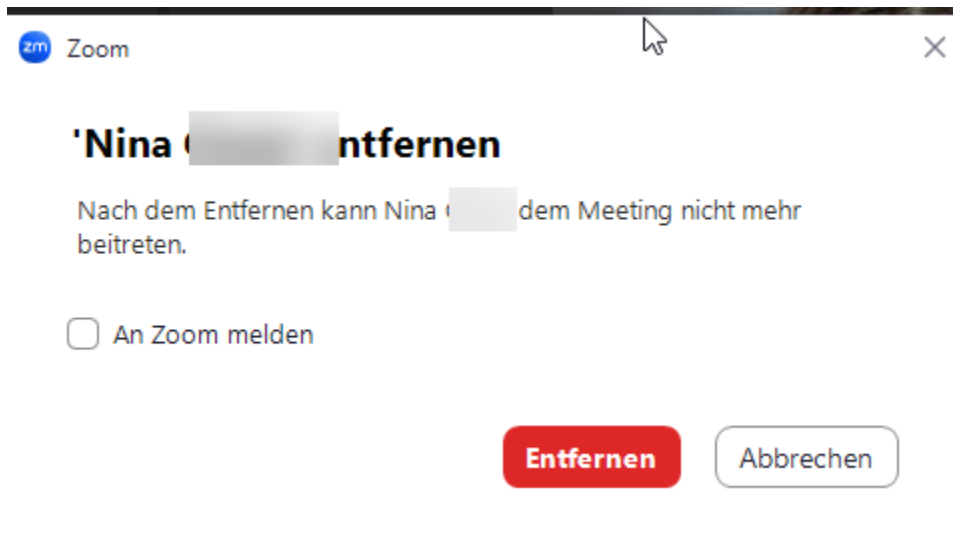 zm Zoom
'Nina ntfernen
Nach dem Entfernen kann Nina dem Meeting nicht mehr
beitreten.
An Zoom melden
Entfernen Abbrechen